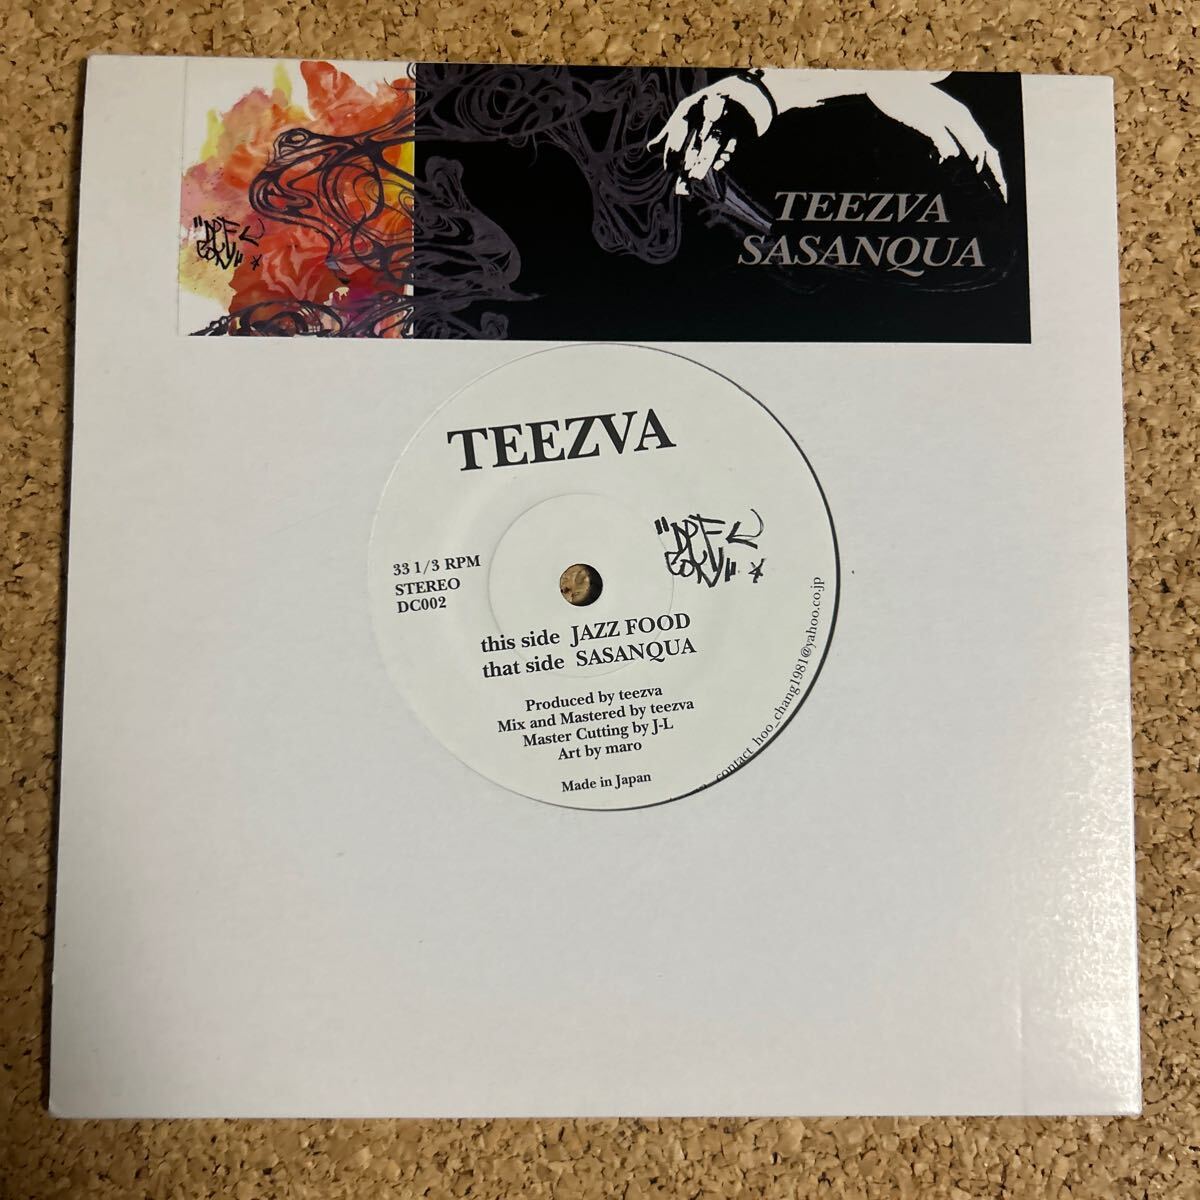 TEEZVA
SASANQUA
TEEZVA
33 1/3 RPM
STEREO
DC002
this side JAZZ FOOD
that side SASANQUA
Produced by teezva
Mix and Mastered by teezva
Master Cutting by J-L
Art by maro
Made in Japan
contact hoo_chang1981@yahoo.co.jp